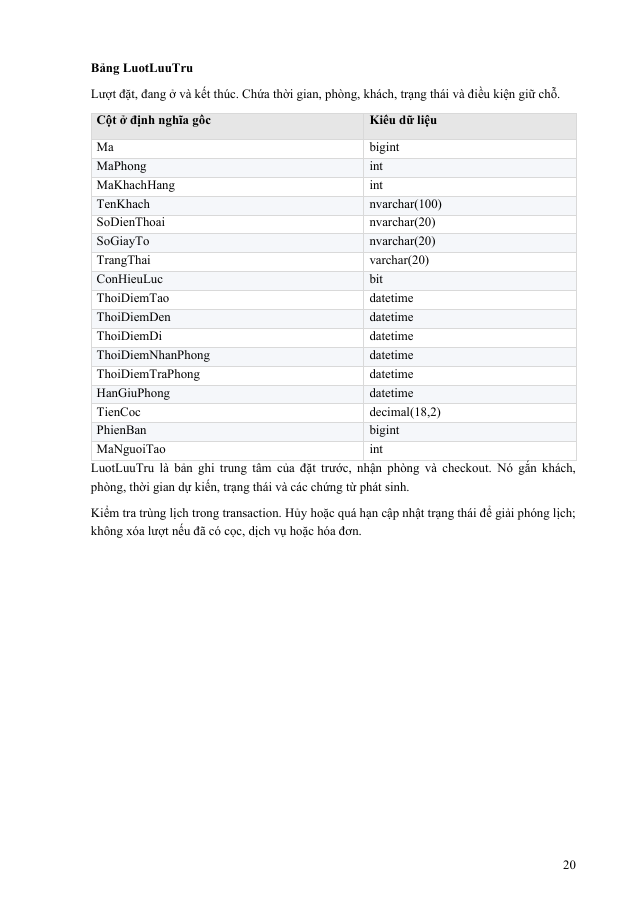 Bảng LuotLuuTru
Lượt đặt, đang ở và kết thúc. Chứa thời gian, phòng, khách, trạng thái và điều kiện giữ chỗ.
Cột ở định nghĩa gốc Kiểu dữ liệu
Ma bigint
MaPhong int
MaKhachHang int
TenKhach nvarchar(100)
SoDienThoai nvarchar(20)
SoGiayTo nvarchar(20)
TrangThai varchar(20)
ConHieuLuc bit
ThoiDiemTao datetime
ThoiDiemDen datetime
ThoiDiemDi datetime
ThoiDiemNhanPhong datetime
ThoiDiemTraPhong datetime
HanGiuPhong datetime
TienCoc decimal(18,2)
PhienBan bigint
MaNguoiTao int
LuotLuuTru là bản ghi trung tâm của đặt trước, nhận phòng và checkout. Nó gắn khách,
phòng, thời gian dự kiến, trạng thái và các chứng từ phát sinh.
Kiểm tra trùng lịch trong transaction. Hủy hoặc quá hạn cập nhật trạng thái để giải phóng lịch;
không xóa lượt nếu đã có cọc, dịch vụ hoặc hóa đơn.
20